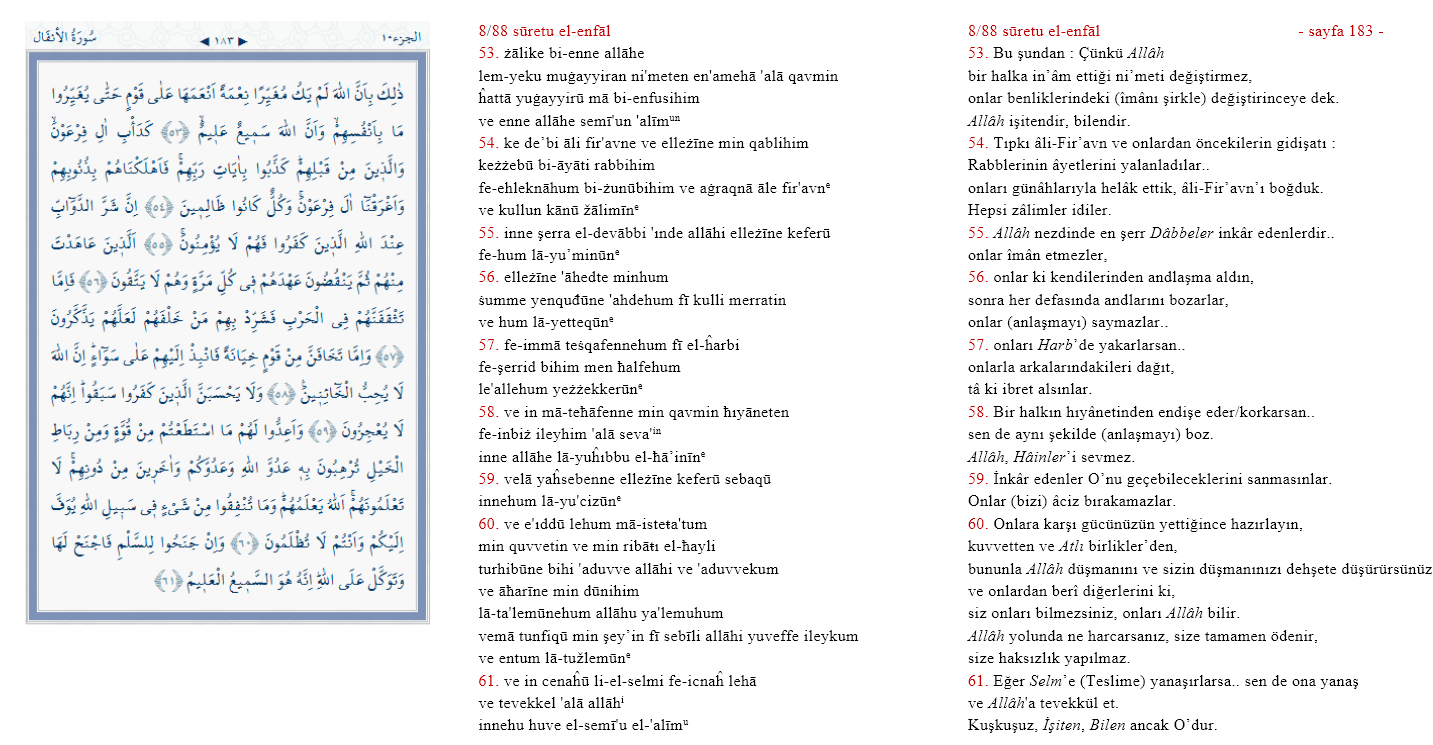 الجزء ١٠
١٨٣
سُورَةُ الْأَنْفَال
ذٰلِكَ بِاَنَّ اللّٰهَ لَمْ يَكُ مُغَيِّرًا نِعْمَةً اَنْعَمَهَا عَلٰى قَوْمٍ حَتّٰى يُغَيِّرُوا
مَا بِاَنْفُسِهِمْۙ وَاَنَّ اللّٰهَ سَمٖيعٌ عَلٖيمٌۙ ﴿٥٣﴾ كَدَأْبِ اٰلِ فِرْعَوْنَۙ
وَالَّذٖينَ مِنْ قَبْلِهِمْؕ كَذَّبُوا بِاٰيَاتِ رَبِّهِمْۚ فَاَهْلَكْنَاهُمْ بِذُنُوبِهِمْ
وَاَغْرَقْنَٓا اٰلَ فِرْعَوْنَۚ وَكُلٌّ كَانُوا ظَالِمٖينَ ﴿٥٤﴾ اِنَّ شَرَّ الدَّوَٓابِّ
عِنْدَ اللّٰهِ الَّذٖينَ كَفَرُوا فَهُمْ لَا يُؤْمِنُونَۚ ﴿٥٥﴾ اَلَّذٖينَ عَاهَدْتَ
مِنْهُمْ ثُمَّ يَنْقُضُونَ عَهْدَهُمْ فٖى كُلِّ مَرَّةٍ وَهُمْ لَا يَتَّقُونَ ﴿٥٦﴾ فَاِمَّا
تَثْقَفَنَّهُمْ فِى الْحَرْبِ فَشَرِّدْ بِهِمْ مَنْ خَلْفَهُمْ لَعَلَّهُمْ يَذَّكَّرُونَ
﴿٥٧﴾ وَاِمَّا تَخَافَنَّ مِنْ قَوْمٍ خِيَانَةً فَانْبِذْ اِلَيْهِمْ عَلٰى سَوَٓاءٍؕ اِنَّ اللّٰهَ
لَا يُحِبُّ الْخَٓائِنٖينَۚ ﴿٥٨﴾ وَلَا يَحْسَبَنَّ الَّذٖينَ كَفَرُوا سَبَقُواؕ اِنَّهُمْ
لَا يُعْجِزُونَ ﴿٥٩﴾ وَاَعِدُّوا لَهُمْ مَا اسْتَطَعْتُمْ مِنْ قُوَّةٍ وَمِنْ رِبَاطِ
الْخَيْلِ تُرْهِبُونَ بِهٖ عَدُوَّ اللّٰهِ وَعَدُوَّكُمْ وَاٰخَرٖينَ مِنْ دُونِهِمْۚ لَا
تَعْلَمُونَهُمْۚ اَللّٰهُ يَعْلَمُهُمْؕ وَمَا تُنْفِقُوا مِنْ شَىْءٍ فٖى سَبٖيلِ اللّٰهِ يُوَفَّ
اِلَيْكُمْ وَاَنْتُمْ لَا تُظْلَمُونَ ﴿٦٠﴾ وَاِنْ جَنَحُوا لِلسَّلْمِ فَاجْنَحْ لَهَا
وَتَوَكَّلْ عَلَى اللّٰهِؕ اِنَّهُ هُوَ السَّمٖيعُ الْعَلٖيمُ ﴿٦١﴾
8/88 sūretu el-enfāl
53. żālike bi-enne allāhe
lem-yeku muġayyiran ni'meten en'amehā 'alā qavmin
ĥattā yuġayyirū mā bi-enfusihim
ve enne allāhe semī'un 'alīmᵘⁿ
54. ke de’bi āli fir'avne ve elleżīne min qablihim
keżżebū bi-āyāti rabbihim
fe-ehleknāhum bi-żunūbihim ve aġraqnā āle fir'avnᵉ
ve kullun kānū žālimīnᵉ
55. inne şerra el-devābbi 'ınde allāhi elleżīne keferū
fe-hum lā-yu’minūnᵉ
56. elleżīne 'āhedte minhum
ṡumme yenquđūne 'ahdehum fī kulli merratin
ve hum lā-yetteqūnᵉ
57. fe-immā teṡqafennehum fī el-ĥarbi
fe-şerrid bihim men ħalfehum
le'allehum yeżżekkerūnᵉ
58. ve in mā-teħāfenne min qavmin ħıyāneten
fe-inbiż ileyhim 'alā seva'ⁱⁿ
inne allāhe lā-yuĥıbbu el-ħā’inīnᵉ
59. velā yaĥsebenne elleżīne keferū sebaqū
innehum lā-yu'cizūnᵉ
60. ve e'ıddū lehum mā-isteŧa'tum
min quvvetin ve min ribāŧı el-ħayli
turhibūne bihi 'aduvve allāhi ve 'aduvvekum
ve āħarīne min dūnihim
lā-ta'lemūnehum allāhu ya'lemuhum
vemā tunfiqū min şey’in fī sebīli allāhi yuveffe ileykum
ve entum lā-tužlemūnᵉ
61. ve in cenaĥū li-el-selmi fe-icnaĥ lehā
ve tevekkel 'alā allāhⁱ
innehu huve el-semī'u el-'alīmᵘ
8/88 sūretu el-enfāl - sayfa 183 -
53. Bu şundan : Çünkü Allâh
bir halka in’âm ettiği ni’meti değiştirmez,
onlar benliklerindeki (îmânı şirkle) değiştirinceye dek.
Allâh işitendir, bilendir.
54. Tıpkı âli-Fir’avn ve onlardan öncekilerin gidişatı :
Rabblerinin âyetlerini yalanladılar..
onları günâhlarıyla helâk ettik, âli-Fir’avn’ı boğduk.
Hepsi zâlimler idiler.
55. Allâh nezdinde en şerr Dâbbeler inkâr edenlerdir..
onlar îmân etmezler,
56. onlar ki kendilerinden andlaşma aldın,
sonra her defasında andlarını bozarlar,
onlar (anlaşmayı) saymazlar..
57. onları Harb’de yakarlarsan..
onlarla arkalarındakileri dağıt,
tâ ki ibret alsınlar.
58. Bir halkın hıyânetinden endişe eder/korkarsan..
sen de aynı şekilde (anlaşmayı) boz.
Allâh, Hâinler’i sevmez.
59. İnkâr edenler O’nu geçebileceklerini sanmasınlar.
Onlar (bizi) âciz bırakamazlar.
60. Onlara karşı gücünüzün yettiğince hazırlayın,
kuvvetten ve Atlı birlikler’den,
bununla Allâh düşmanını ve sizin düşmanınızı dehşete düşürürsünüz
ve onlardan berî diğerlerini ki,
siz onları bilmezsiniz, onları Allâh bilir.
Allâh yolunda ne harcarsanız, size tamamen ödenir,
size haksızlık yapılmaz.
61. Eğer Selm’e (Teslime) yanaşırlarsa.. sen de ona yanaş
ve Allâh'a tevekkül et.
Kuşkusuz, İşiten, Bilen ancak O’dur.